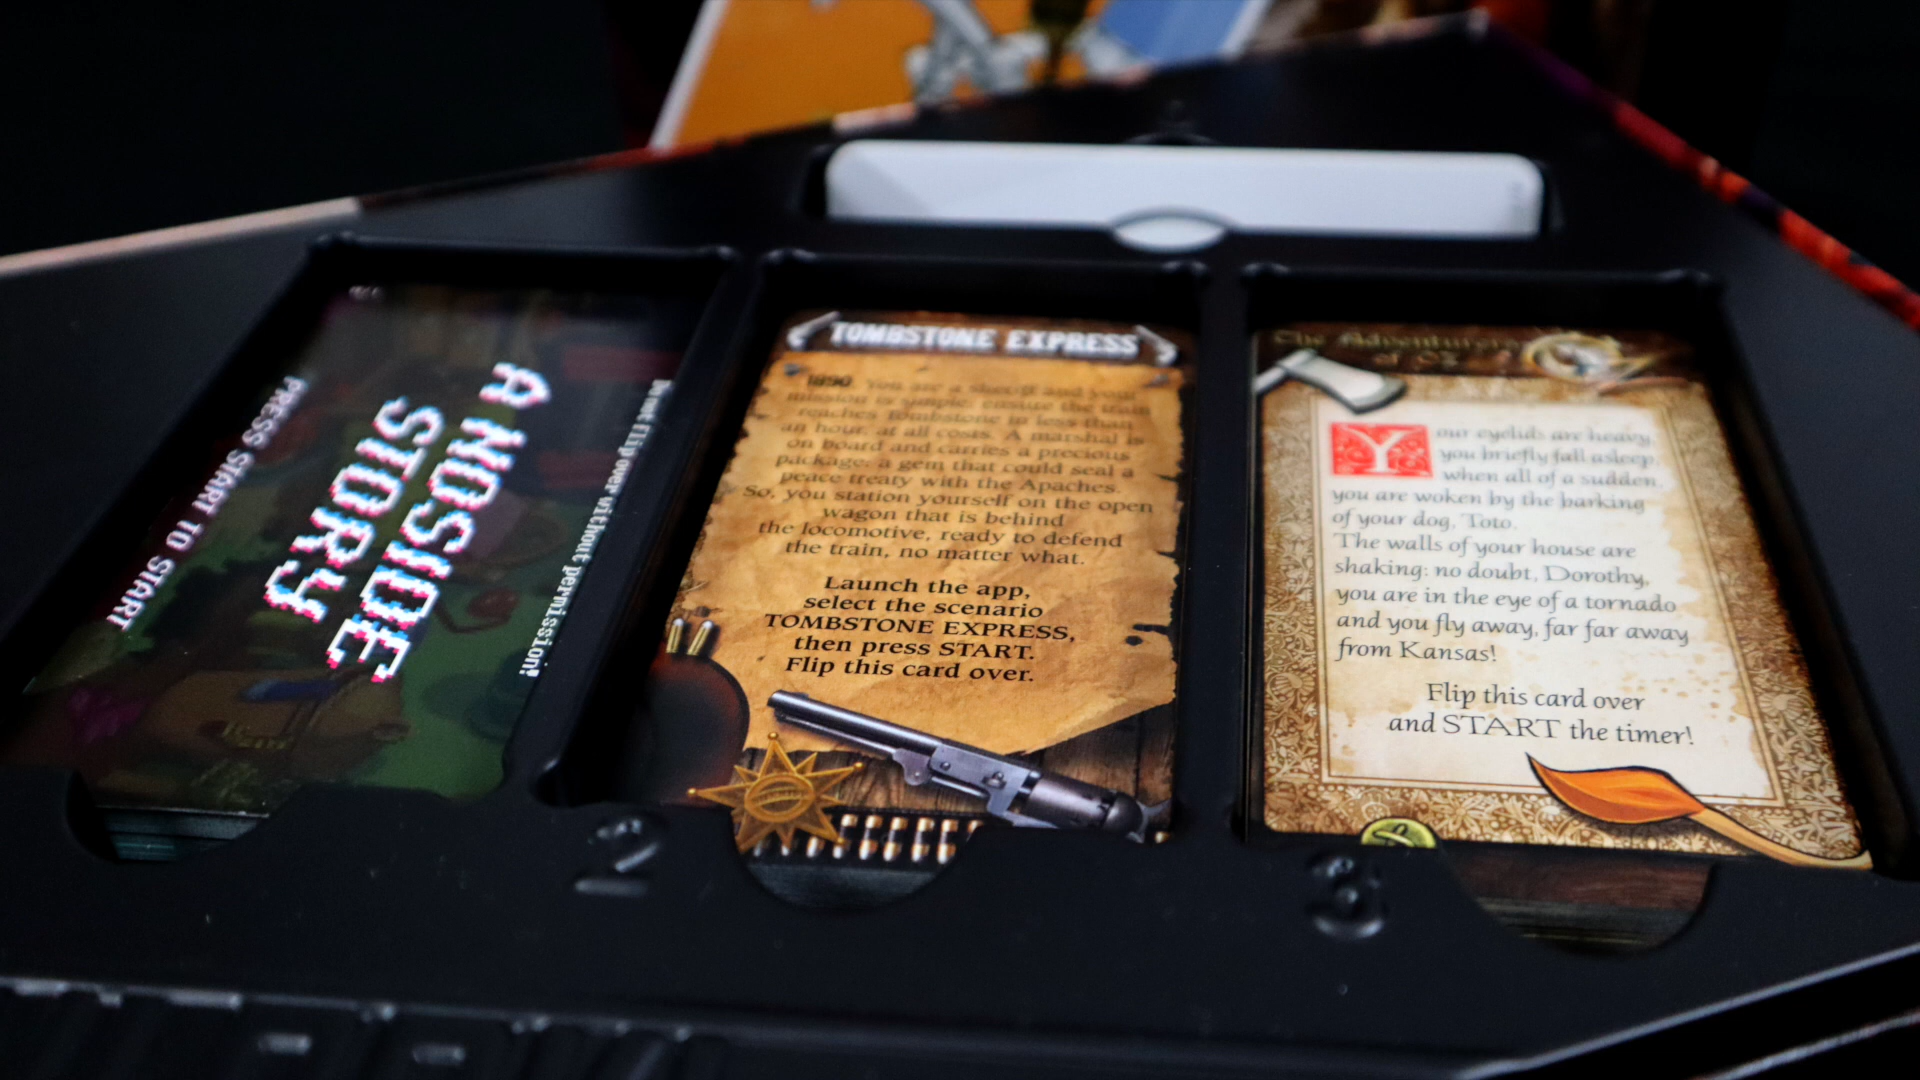 A NOSIDE
STORY
PRESS START TO START
Do not flip over without permission!
TOMBSTONE EXPRESS
1890. You are a sheriff and your
mission is simple: ensure the train
reaches Tombstone in less than
an hour, at all costs. A marshal is
on board and carries a precious
package: a gem that could seal a
peace treaty with the Apaches.
So, you station yourself on the open
wagon that is behind
the locomotive, ready to defend
the train, no matter what.
Launch the app,
select the scenario
TOMBSTONE EXPRESS,
then press START.
Flip this card over.
2
The Adventurers
of Oz
Your eyelids are heavy,
you briefly fall asleep,
when all of a sudden,
you are woken by the barking
of your dog, Toto.
The walls of your house are
shaking: no doubt, Dorothy,
you are in the eye of a tornado
and you fly away, far far away
from Kansas!
Flip this card over
and START the timer!
3